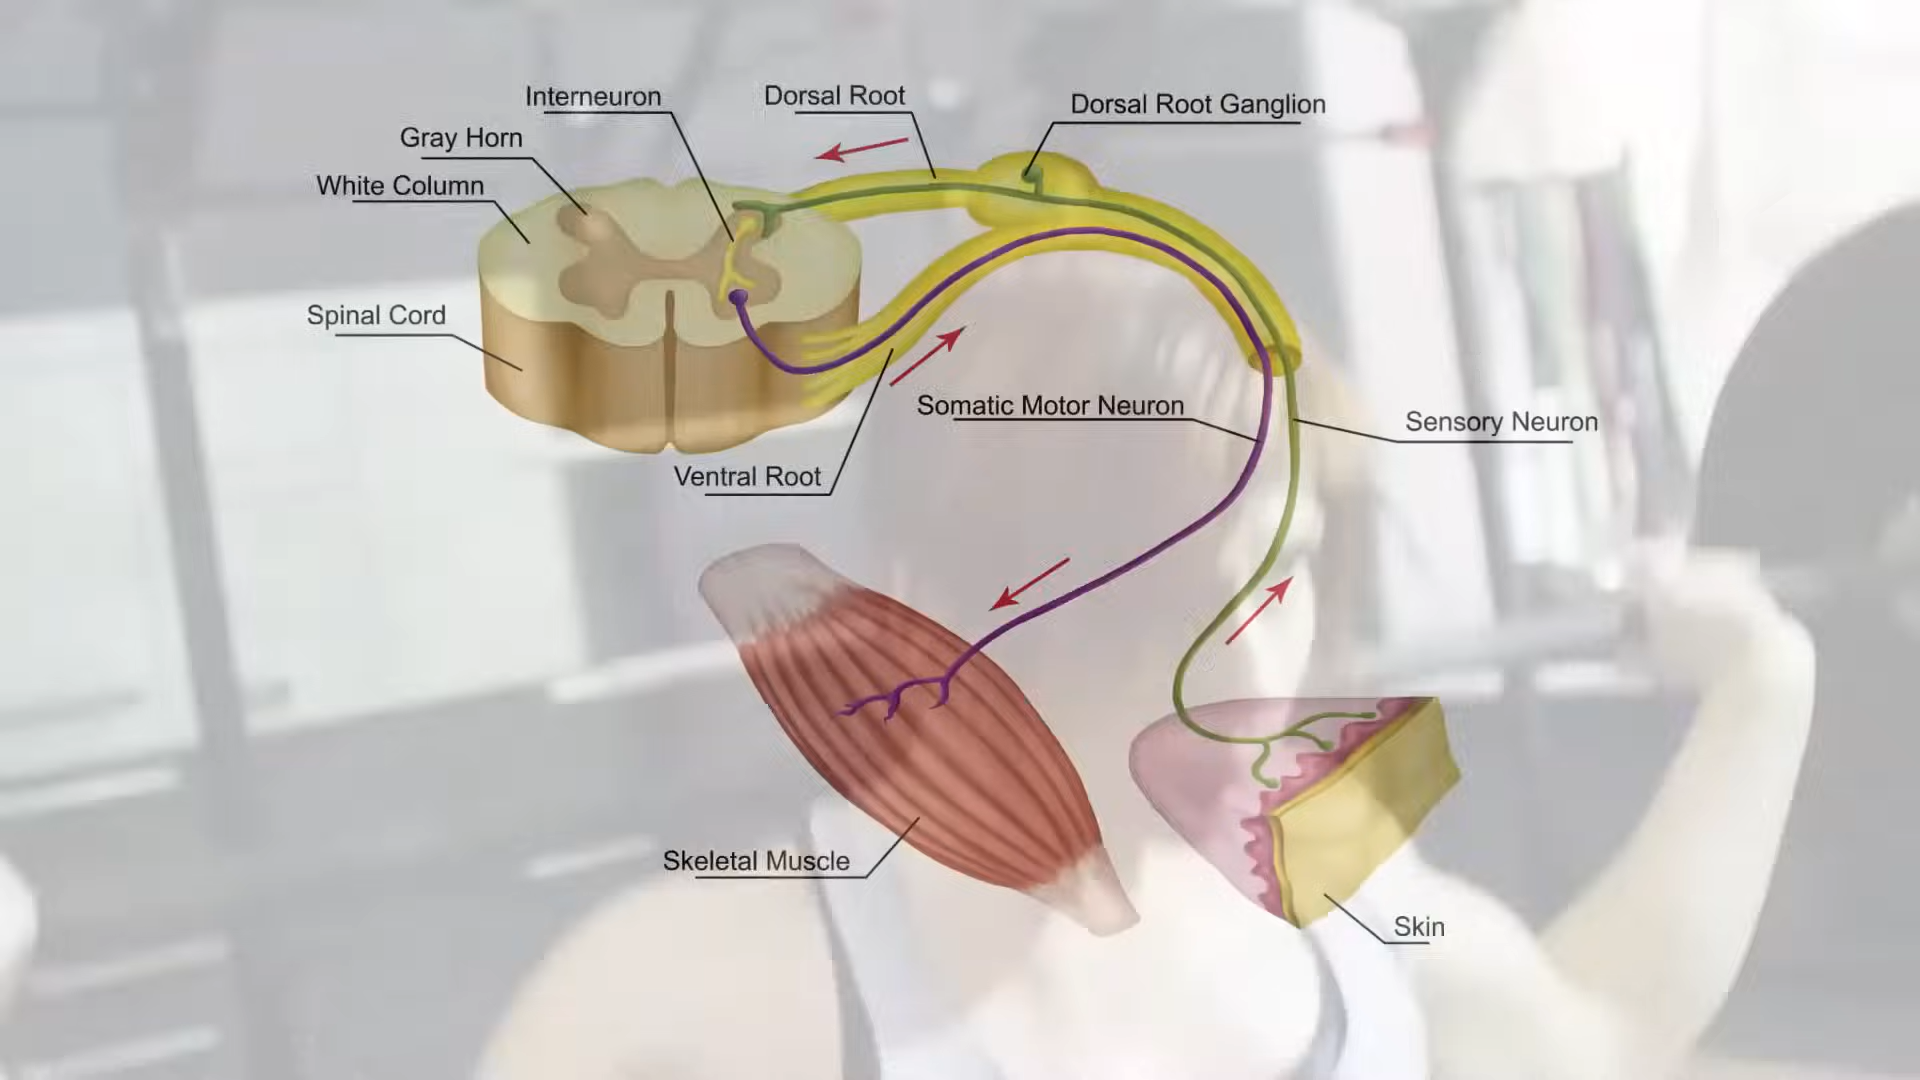 Interneuron
Dorsal Root
Dorsal Root Ganglion
Gray Horn
White Column
Spinal Cord
Somatic Motor Neuron
Sensory Neuron
Ventral Root
Skeletal Muscle
Skin